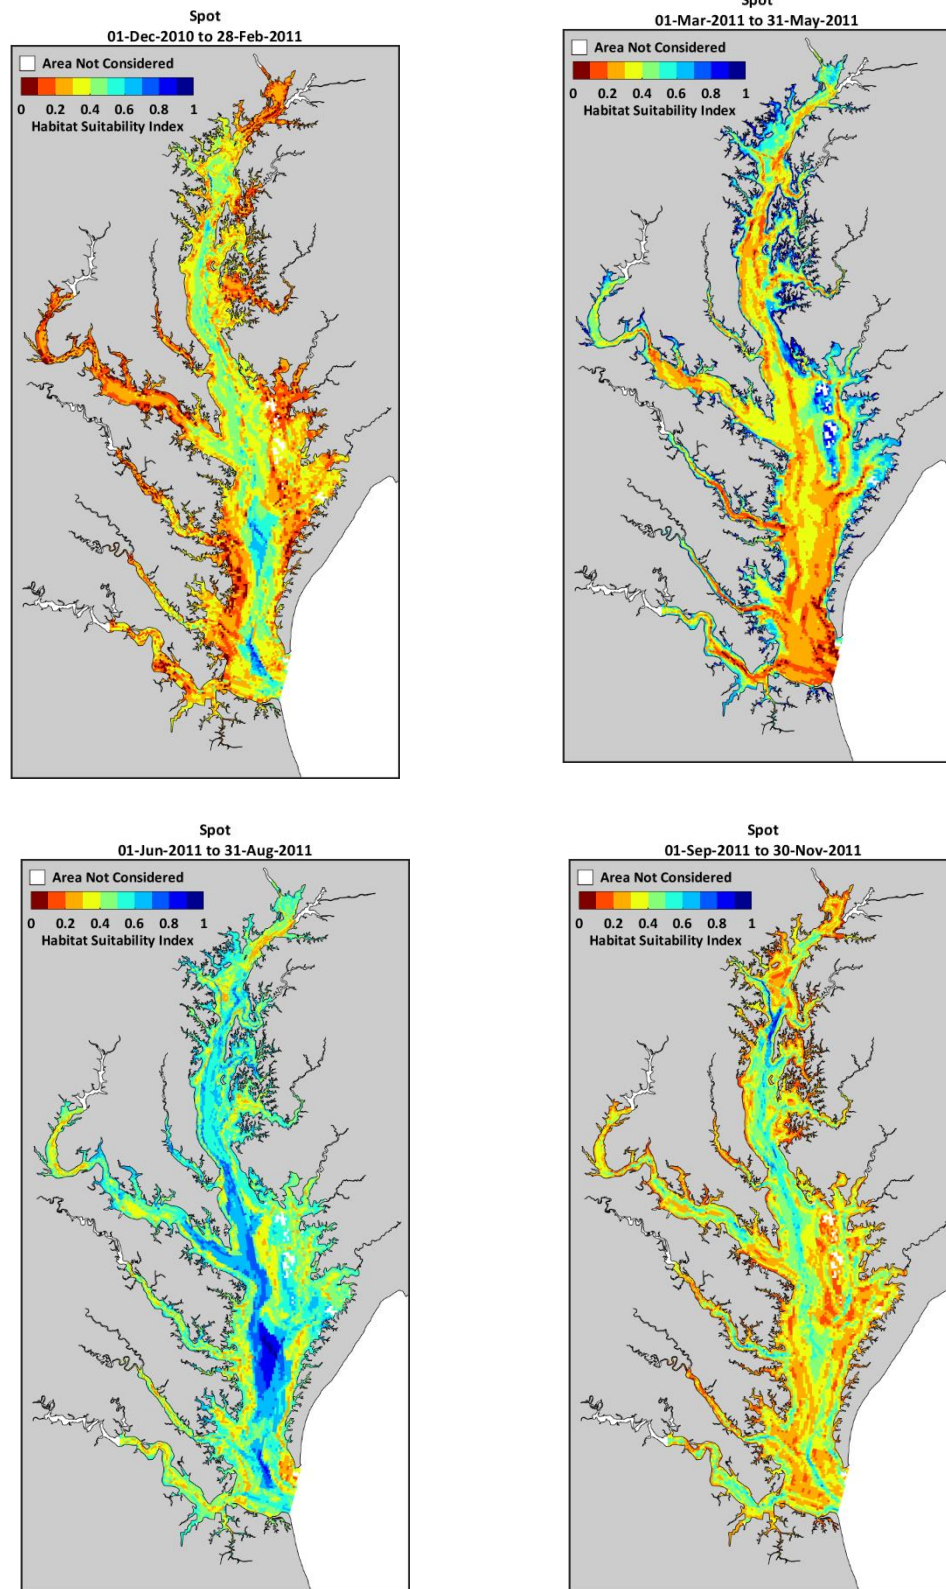 Spot
01-Dec-2010 to 28-Feb-2011
Area Not Considered
0 0.2 0.4 0.6 0.8 1
Habitat Suitability Index
Spot
01-Mar-2011 to 31-May-2011
Area Not Considered
0 0.2 0.4 0.6 0.8 1
Habitat Suitability Index
Spot
01-Jun-2011 to 31-Aug-2011
Area Not Considered
0 0.2 0.4 0.6 0.8 1
Habitat Suitability Index
Spot
01-Sep-2011 to 30-Nov-2011
Area Not Considered
0 0.2 0.4 0.6 0.8 1
Habitat Suitability Index